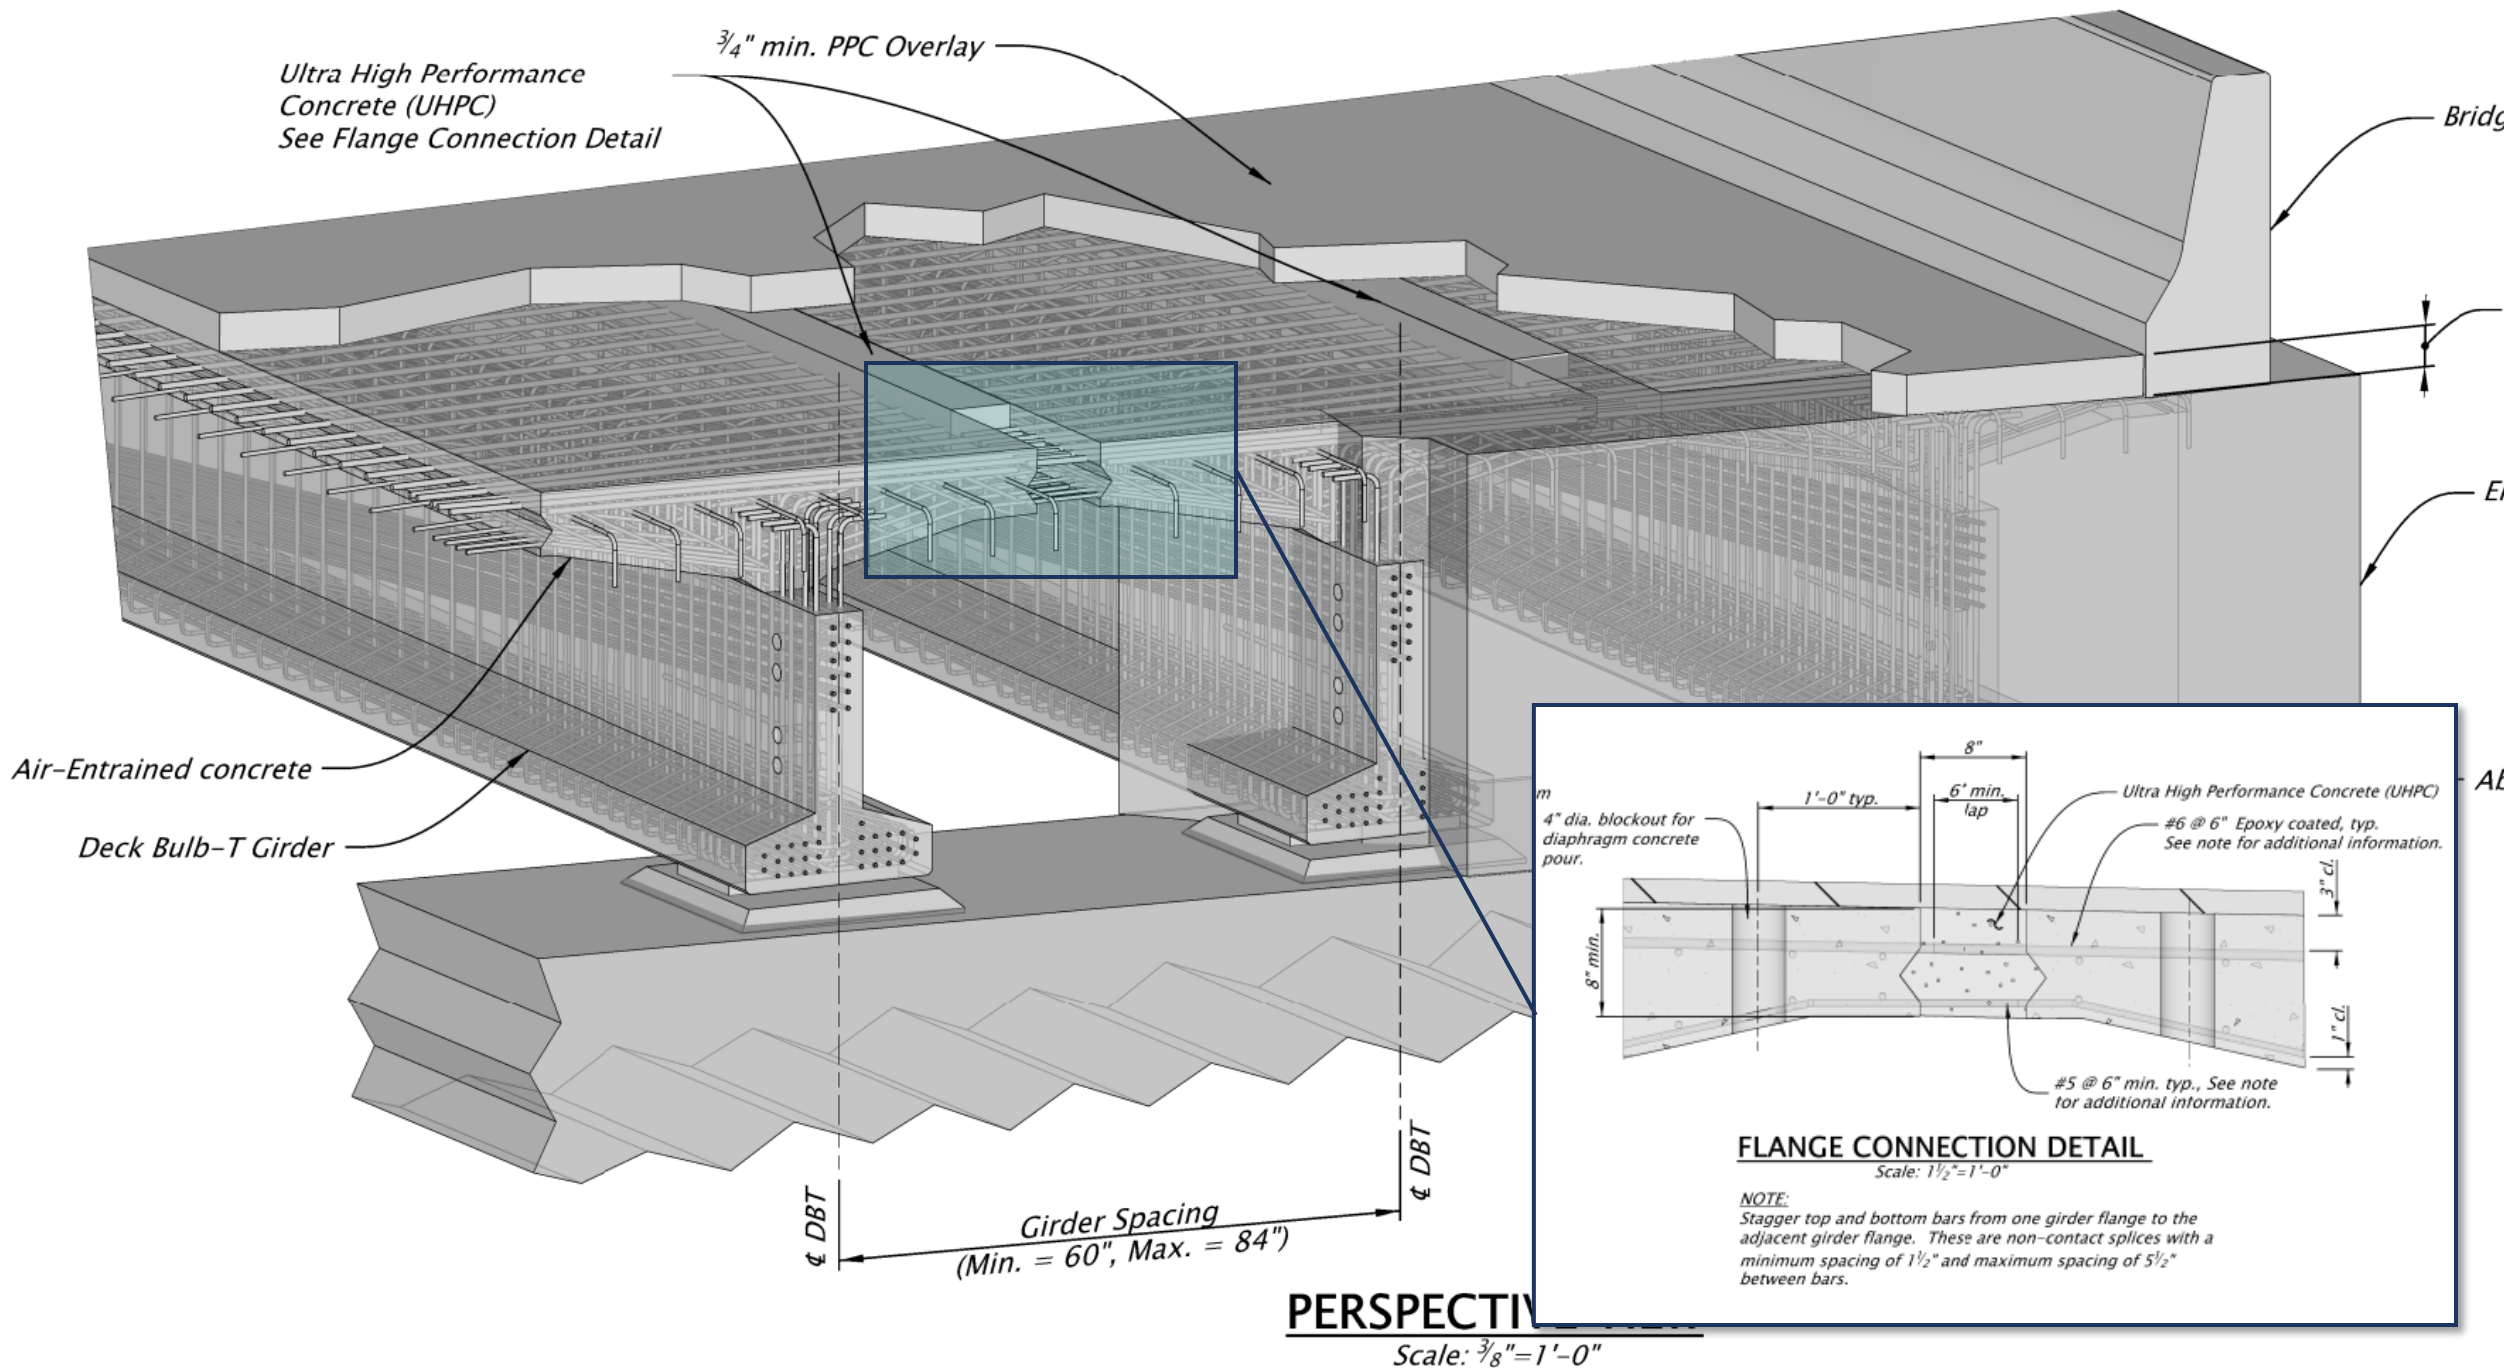 ¾" min. PPC Overlay
Ultra High Performance
Concrete (UHPC)
See Flange Connection Detail
Air-Entrained concrete
Deck Bulb-T Girder
℄ DBT
℄ DBT
Girder Spacing
(Min. = 60", Max. = 84")
Scale: ⅜"=1'-0"
8"
1'-0" typ.
6" min.
lap
Ultra High Performance Concrete (UHPC)
4" dia. blockout for
diaphragm concrete
pour.
#6 @ 6" Epoxy coated, typ.
See note for additional information.
3" cl.
8" min.
1" cl.
#5 @ 6" min. typ., See note
for additional information.
FLANGE CONNECTION DETAIL
Scale: 1½"=1'-0"
NOTE:
Stagger top and bottom bars from one girder flange to the
adjacent girder flange. These are non-contact splices with a
minimum spacing of 1½" and maximum spacing of 5½"
between bars.